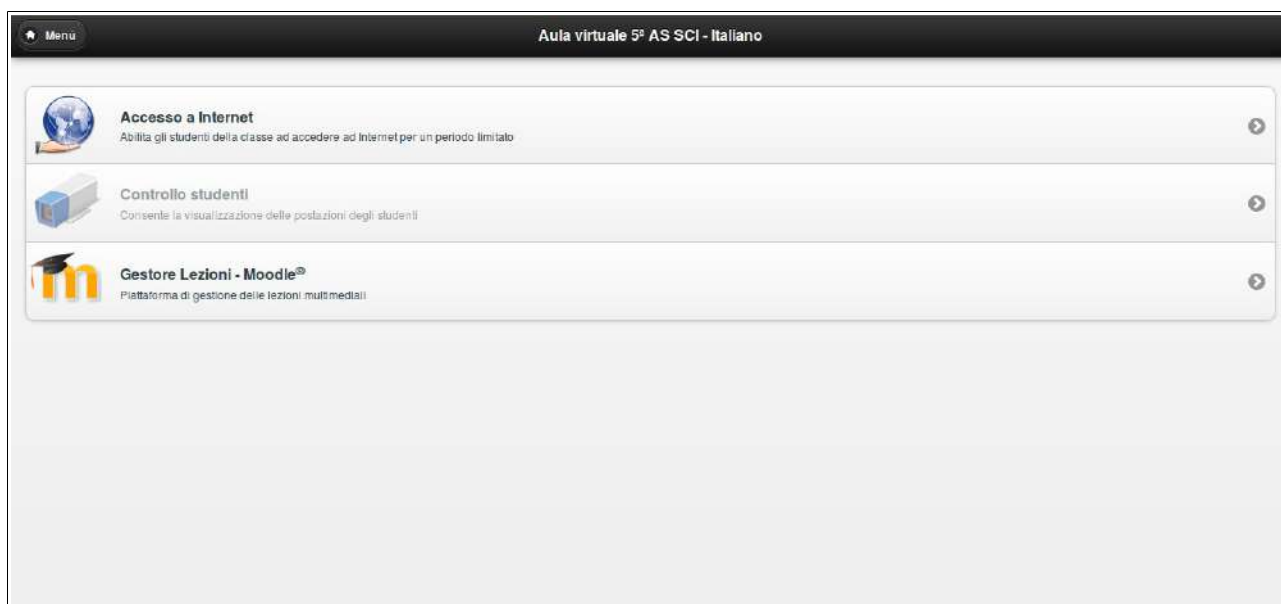 Menù
Aula virtuale 5ª AS SCI - Italiano
Accesso a Internet
Abilita gli studenti della classe ad accedere ad Internet per un periodo limitato
Controllo studenti
Consente la visualizzazione delle postazioni degli studenti
Gestore Lezioni - Moodle®
Piattaforma di gestione delle lezioni multimediali